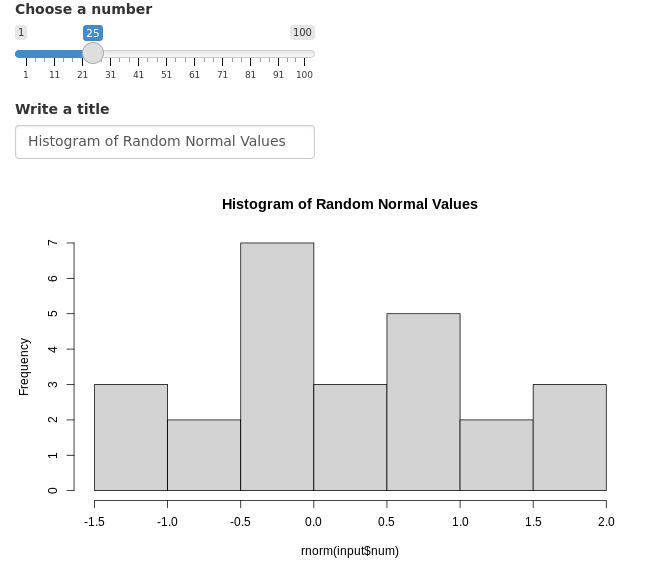 Choose a number
1 25 100
1 11 21 31 41 51 61 71 81 91 100
Write a title
Histogram of Random Normal Values
Histogram of Random Normal Values
7
6
5
4
3
2
1
0
Frequency
-1.5 -1.0 -0.5 0.0 0.5 1.0 1.5 2.0
rnorm(input$num)